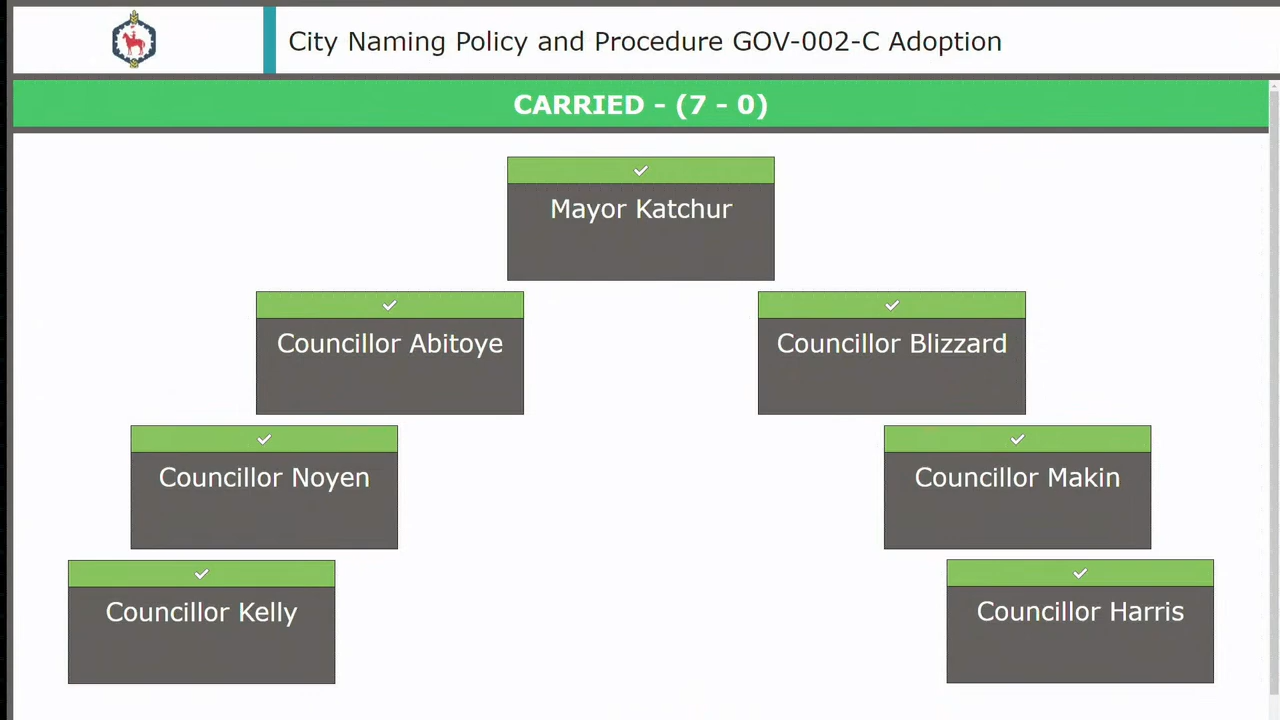 City Naming Policy and Procedure GOV-002-C Adoption
CARRIED - (7 - 0)
Mayor Katchur
Councillor Abitoye
Councillor Blizzard
Councillor Noyen
Councillor Makin
Councillor Kelly
Councillor Harris